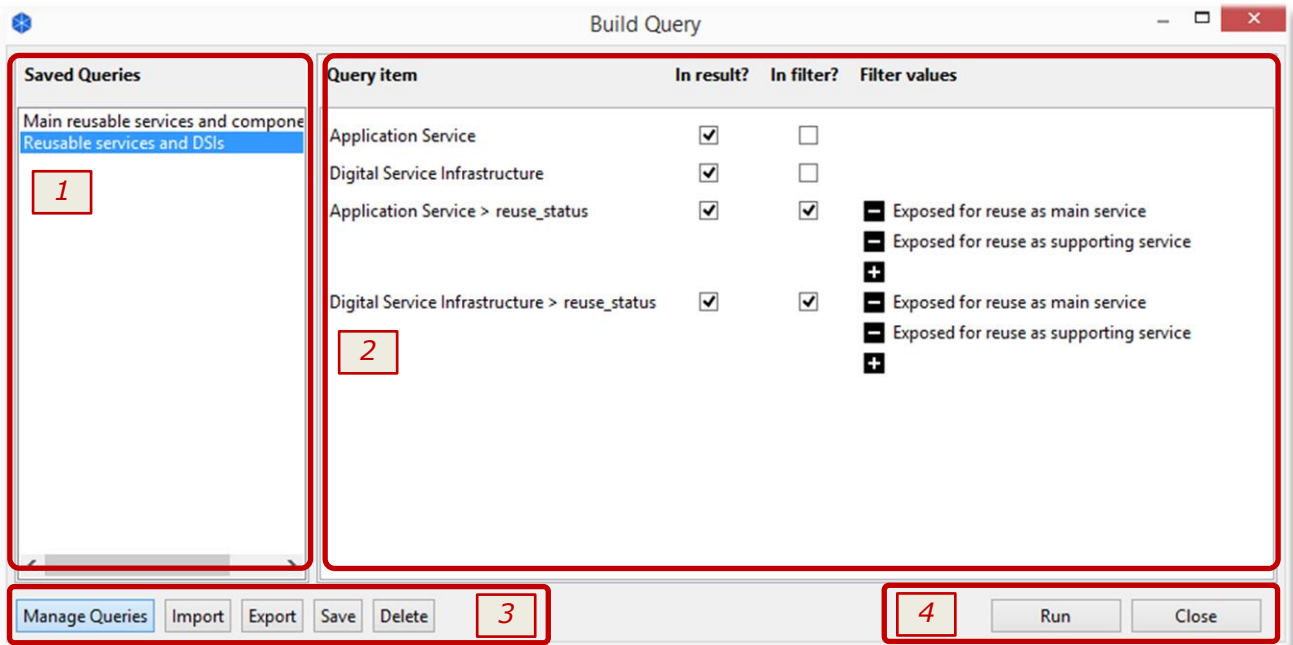 Build Query
Saved Queries
Main reusable services and compone
Reusable services and DSIs
1
Query item In result? In filter? Filter values
Application Service
Digital Service Infrastructure
Application Service > reuse_status
Exposed for reuse as main service
Exposed for reuse as supporting service
Digital Service Infrastructure > reuse_status
Exposed for reuse as main service
Exposed for reuse as supporting service
2
Manage Queries Import Export Save Delete 3
4 Run Close